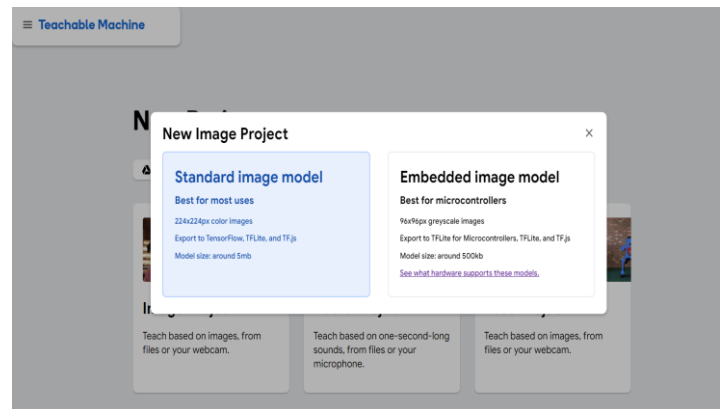 ≡ Teachable Machine
New Image Project
Standard image model
Best for most uses
224x224px color images
Export to TensorFlow, TFLite, and TF.js
Model size: around 5mb
Embedded image model
Best for microcontrollers
96x96px greyscale images
Export to TFLite for Microcontrollers, TFLite, and TF.js
Model size: around 500kb
See what hardware supports these models.
Teach based on images, from
files or your webcam.
Teach based on one-second-long
sounds, from files or your
microphone.
Teach based on images, from
files or your webcam.